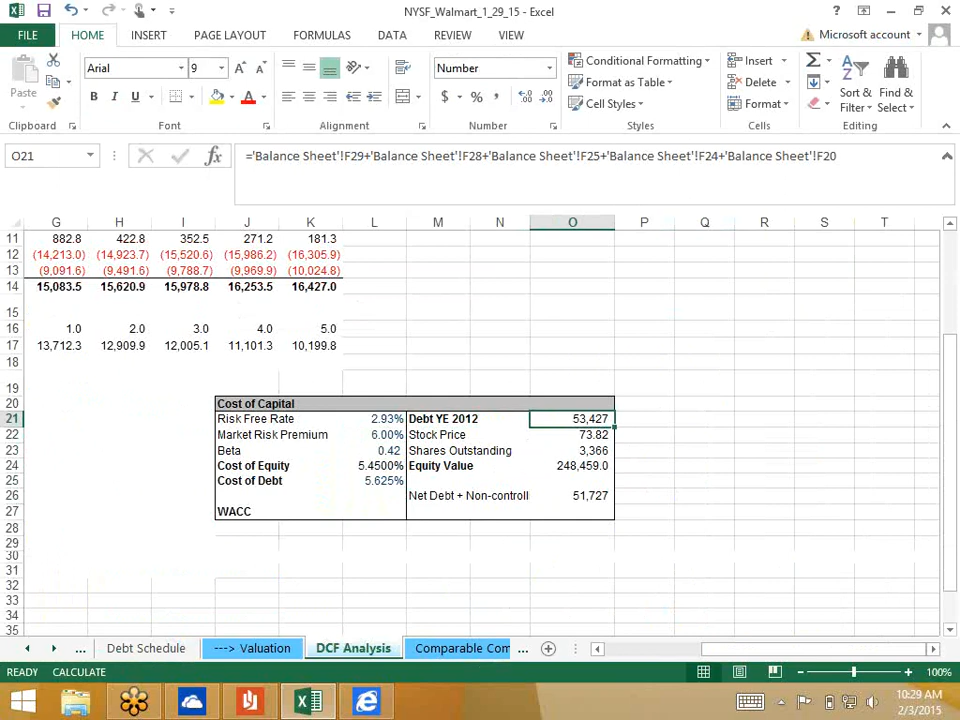 NYSF_Walmart_1_29_15 - Excel
FILE HOME INSERT PAGE LAYOUT FORMULAS DATA REVIEW VIEW Microsoft account
Paste
Arial 9
B I U A
Number
$ % ,
Conditional Formatting
Format as Table
Cell Styles
Insert
Delete
Format
Sort & Filter
Find & Select
Clipboard Font Alignment Number Styles Cells Editing
O21 fx ='Balance Sheet'!F29+'Balance Sheet'!F28+'Balance Sheet'!F25+'Balance Sheet'!F24+'Balance Sheet'!F20
G H I J K L M N O P Q R S T
11 882.8 422.8 352.5 271.2 181.3
12 (14,213.0) (14,923.7) (15,520.6) (15,986.2) (16,305.9)
13 (9,091.6) (9,491.6) (9,788.7) (9,969.9) (10,024.8)
14 15,083.5 15,620.9 15,978.8 16,253.5 16,427.0
15
16 1.0 2.0 3.0 4.0 5.0
17 13,712.3 12,909.9 12,005.1 11,101.3 10,199.8
18
19
20 Cost of Capital
21 Risk Free Rate 2.93% Debt YE 2012 53,427
22 Market Risk Premium 6.00% Stock Price 73.82
23 Beta 0.42 Shares Outstanding 3,366
24 Cost of Equity 5.4500% Equity Value 248,459.0
25 Cost of Debt 5.625%
26 Net Debt + Non-controll 51,727
27 WACC
28
29
30
31
32
33
34
35
... Debt Schedule ---> Valuation DCF Analysis Comparable Com ...
READY CALCULATE 100%
10:29 AM
2/3/2015